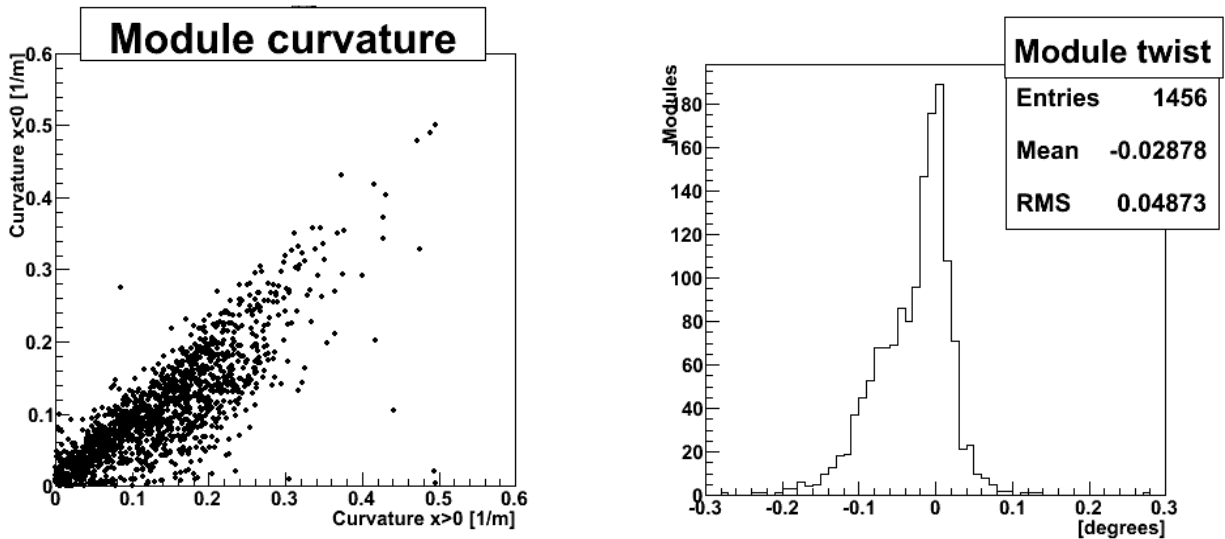 Module curvature
Curvature x<0 [1/m]
0.6
0.5
0.4
0.3
0.2
0.1
0
0 0.1 0.2 0.3 0.4 0.5 0.6
Curvature x>0 [1/m]
Module twist
Entries 1456
Mean -0.02878
RMS 0.04873
Modules
180
160
140
120
100
80
60
40
20
0
-0.3 -0.2 -0.1 0 0.1 0.2 0.3
[degrees]